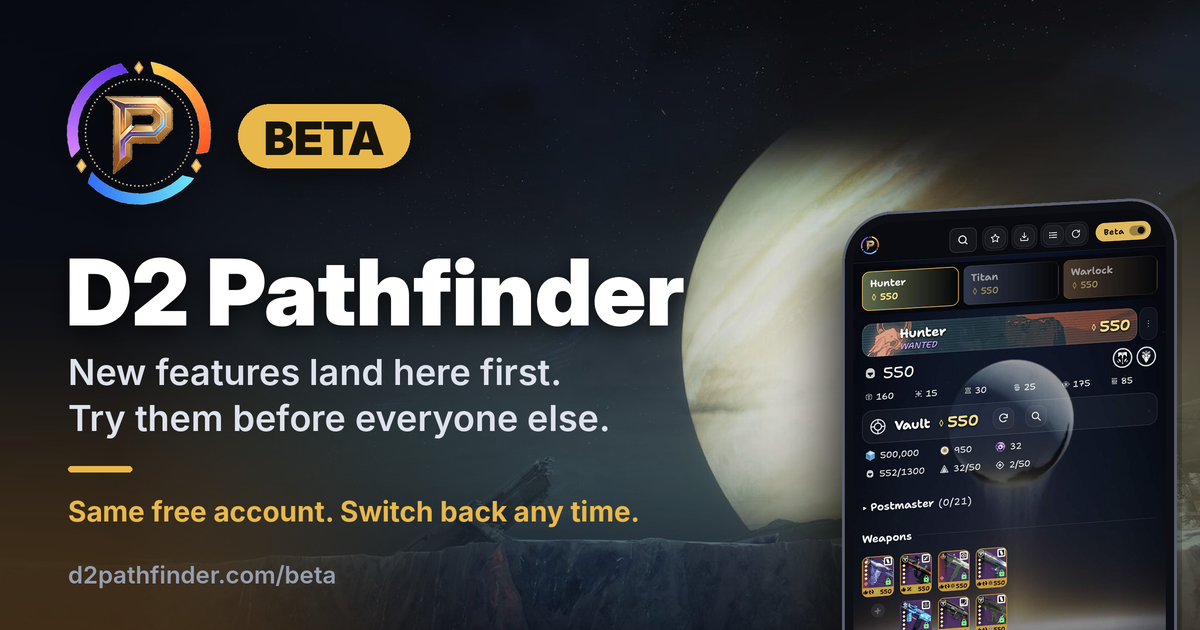 P
BETA
D2 Pathfinder
New features land here first.
Try them before everyone else.
Same free account. Switch back any time.
d2pathfinder.com/beta
P
Beta
Hunter
550
Titan
550
Warlock
550
Hunter
WANTED
550
550
160 15 30 25 175 85
Vault 550
500,000 950 32
552/1300 32/50 2/50
Postmaster (0/21)
Weapons
550 550 550 550